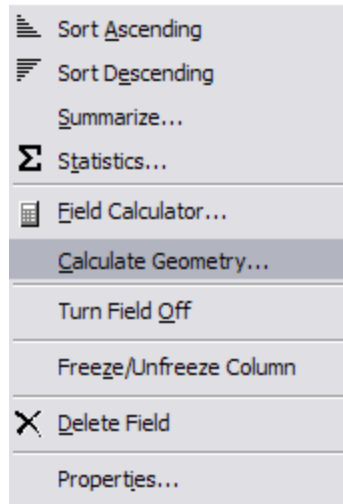 Sort Ascending
Sort Descending
Summarize...
Statistics...
Field Calculator...
Calculate Geometry...
Turn Field Off
Freeze/Unfreeze Column
Delete Field
Properties...